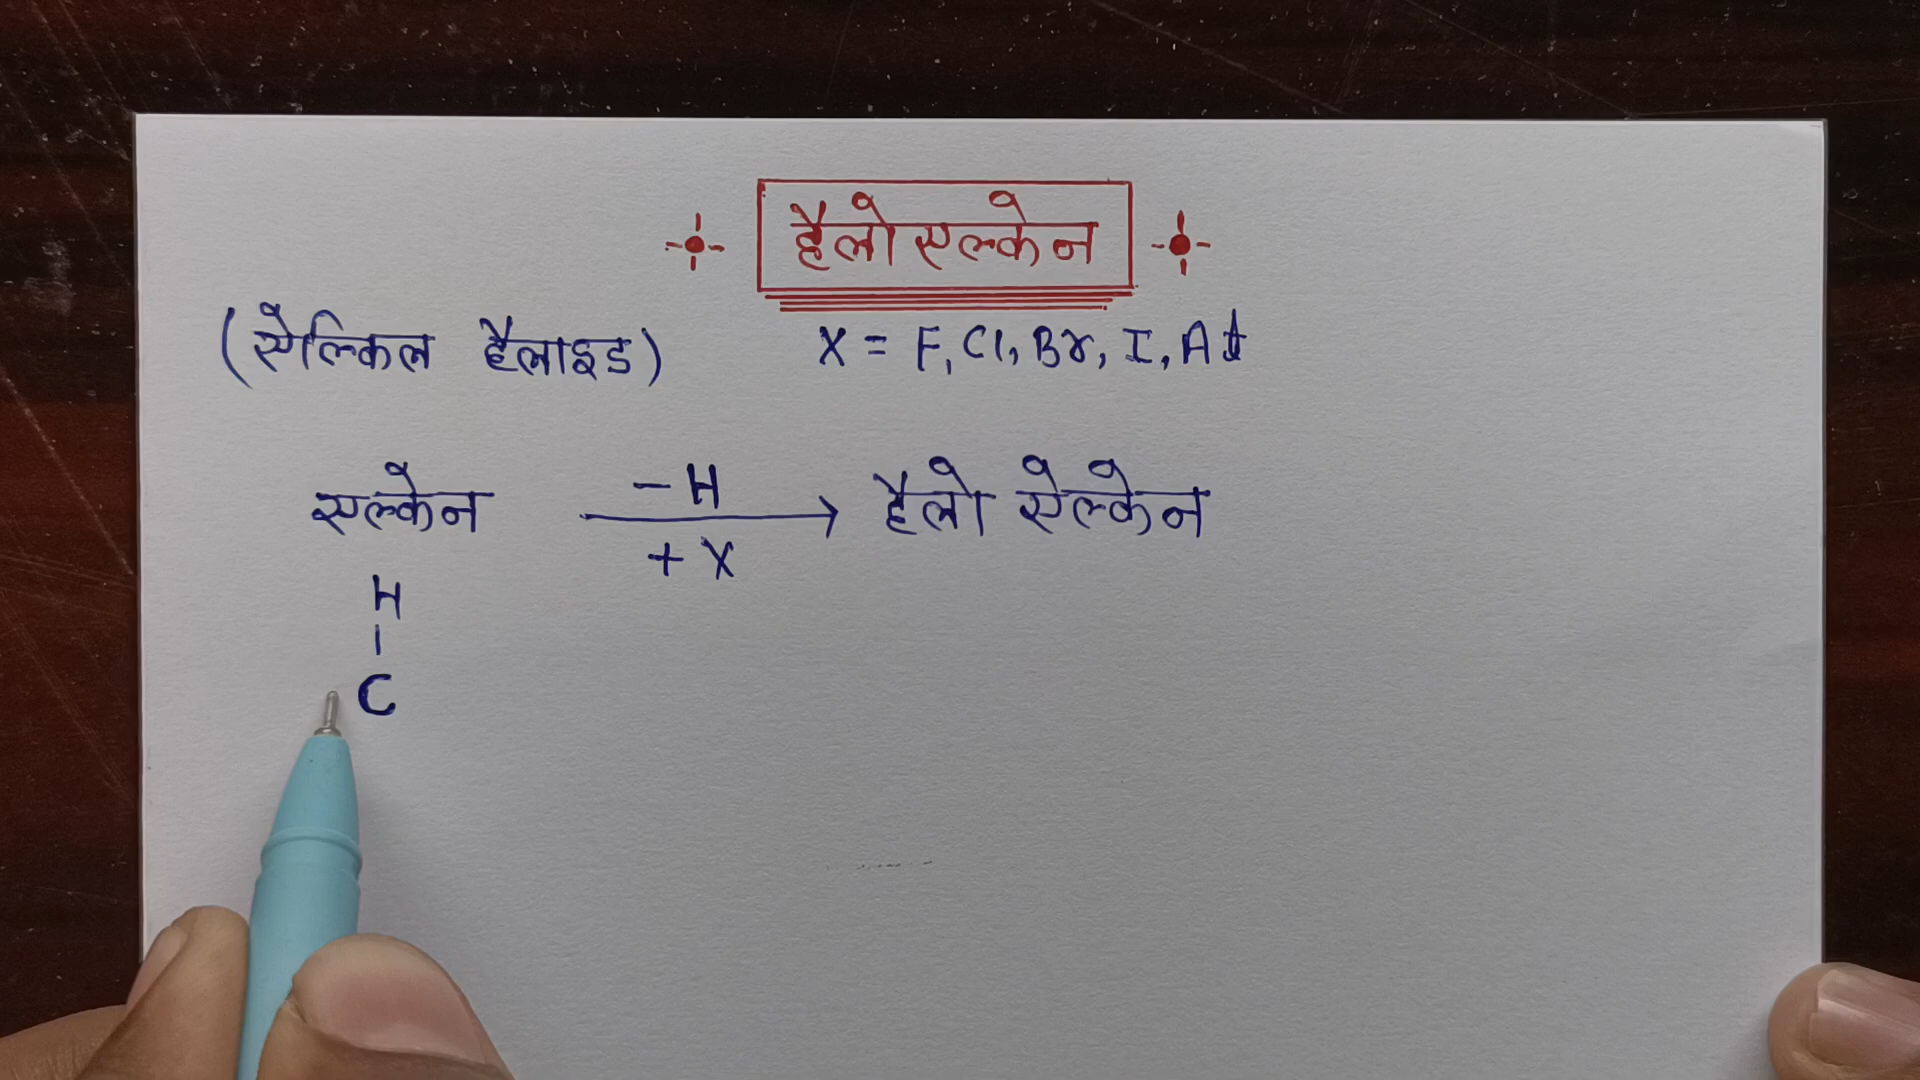 हैलोएल्केन
(ऐल्किल हैलाइड) X = F, Cl, Br, I, At
एल्केन -H + X → हैलो ऐल्केन
H
|
C